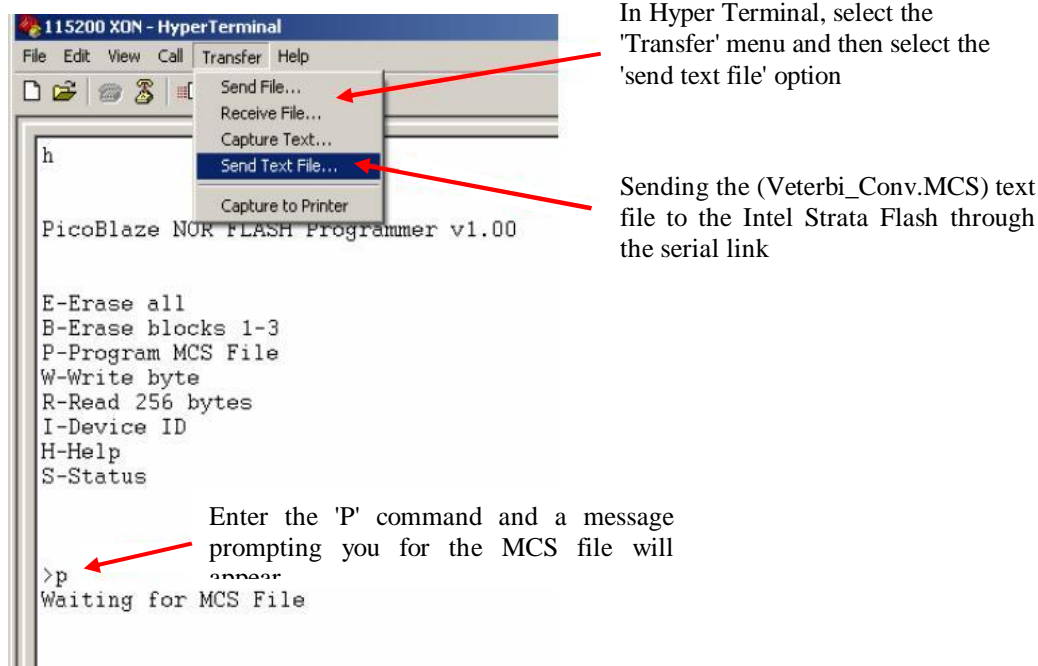 115200 XON - HyperTerminal
File Edit View Call Transfer Help
Send File...
Receive File...
Capture Text...
Send Text File...
Capture to Printer
In Hyper Terminal, select the
'Transfer' menu and then select the
'send text file' option
h
Sending the (Veterbi_Conv.MCS) text
file to the Intel Strata Flash through
the serial link
PicoBlaze NOR FLASH Programmer v1.00
E-Erase all
B-Erase blocks 1-3
P-Program MCS File
W-Write byte
R-Read 256 bytes
I-Device ID
H-Help
S-Status
Enter the 'P' command and a message
prompting you for the MCS file will
appear
>p
Waiting for MCS File